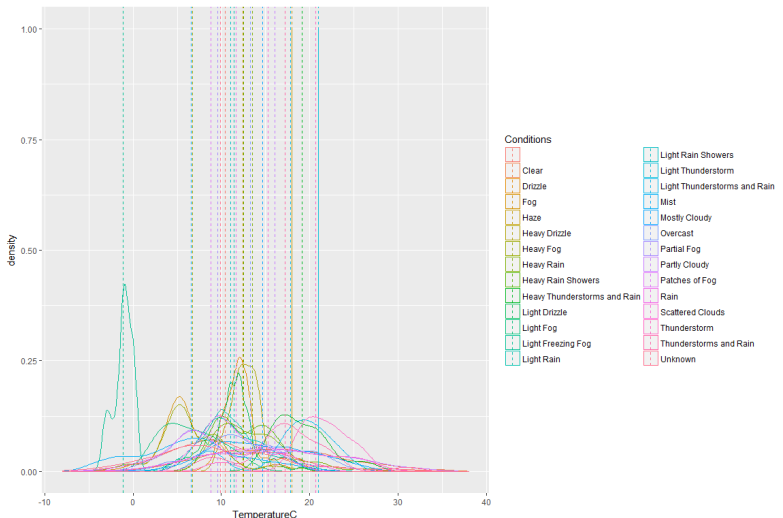 1.00
0.75
0.50
0.25
0.00
density
-10
0
10
20
30
40
TemperatureC
Conditions
Clear
Drizzle
Fog
Haze
Heavy Drizzle
Heavy Fog
Heavy Rain
Heavy Rain Showers
Heavy Thunderstorms and Rain
Light Drizzle
Light Fog
Light Freezing Fog
Light Rain
Light Rain Showers
Light Thunderstorm
Light Thunderstorms and Rain
Mist
Mostly Cloudy
Overcast
Partial Fog
Partly Cloudy
Patches of Fog
Rain
Scattered Clouds
Thunderstorm
Thunderstorms and Rain
Unknown